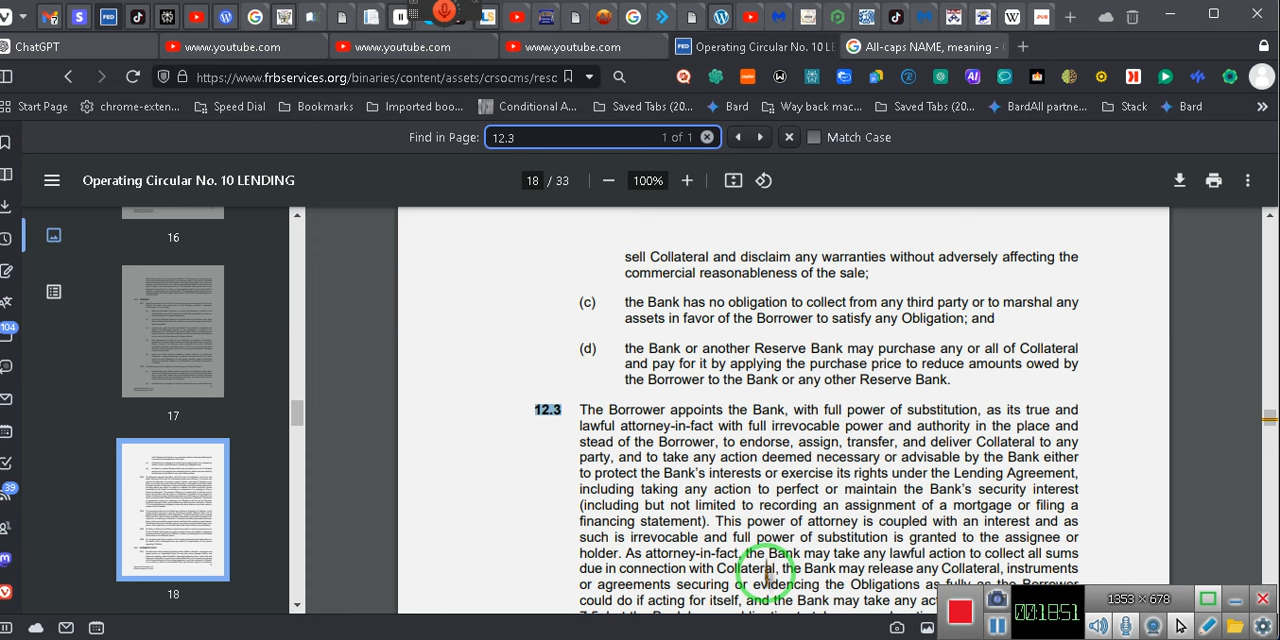 ChatGPT
www.youtube.com
www.youtube.com
www.youtube.com
Operating Circular No. 10 LE
All-caps NAME, meaning -
https://www.frbservices.org/binaries/content/assets/crsocms/resc
Start Page
chrome-exten...
Speed Dial
Bookmarks
Imported boo...
Conditional A...
Saved Tabs (20...
Bard
Way back mac...
Saved Tabs (20...
BardAll partne...
Stack
Bard
Find in Page:
12.3
1 of 1
Match Case
Operating Circular No. 10 LENDING
18 / 33
100%
16
17
18
104
39
sell Collateral and disclaim any warranties without adversely affecting the
commercial reasonableness of the sale;
(c) the Bank has no obligation to collect from any third party or to marshal any
assets in favor of the Borrower to satisfy any Obligation; and
(d) the Bank or another Reserve Bank may purchase any or all of Collateral
and pay for it by applying the purchase price to reduce amounts owed by
the Borrower to the Bank or any other Reserve Bank.
12.3 The Borrower appoints the Bank, with full power of substitution, as its true and
lawful attorney-in-fact with full irrevocable power and authority in the place and
stead of the Borrower, to endorse, assign, transfer, and deliver Collateral to any
party, and to take any action deemed necessary or advisable by the Bank either
to protect the Bank's interests or exercise its rights under the Lending Agreement,
including taking any action to perfect or maintain the Bank's security interest
(including but not limited to recording an assignment of a mortgage or filing a
financing statement). This power of attorney is coupled with an interest and as
such is irrevocable and full power of substitution is granted to the assignee or
holder. As attorney-in-fact, the Bank may take any lawful action to collect all sums
due in connection with Collateral, the Bank may release any Collateral, instruments
or agreements securing or evidencing the Obligations as fully as the Borrower
could do if acting for itself, and the Bank may take any ac
1353 × 678
00:18:51